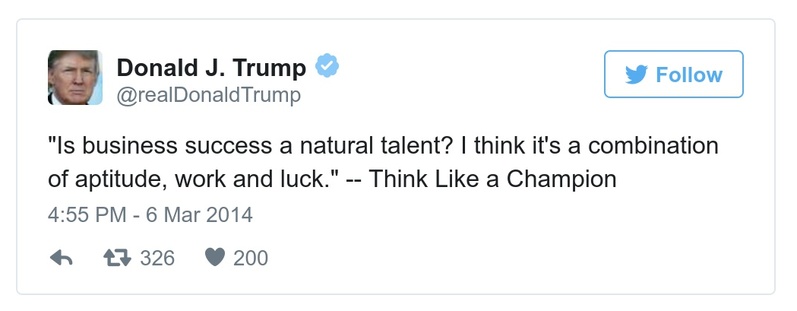 Donald J. Trump
@realDonaldTrump
Follow
"Is business success a natural talent? I think it's a combination
of aptitude, work and luck." -- Think Like a Champion
4:55 PM - 6 Mar 2014
326 200